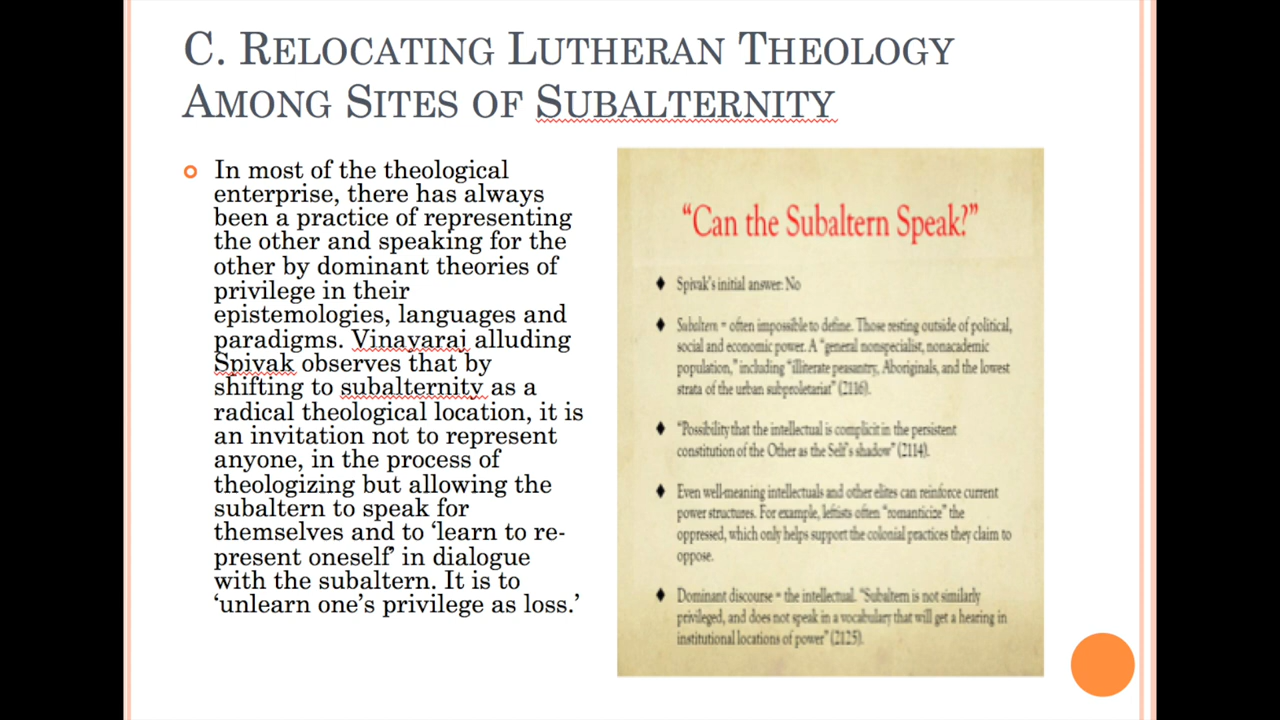 C. Relocating Lutheran Theology
Among Sites of Subalternity
In most of the theological
enterprise, there has always
been a practice of representing
the other and speaking for the
other by dominant theories of
privilege in their
epistemologies, languages and
paradigms. Vinayaraj alluding
Spivak observes that by
shifting to subalternity as a
radical theological location, it is
an invitation not to represent
anyone, in the process of
theologizing but allowing the
subaltern to speak for
themselves and to ‘learn to re-
present oneself’ in dialogue
with the subaltern. It is to
‘unlearn one’s privilege as loss.’
“Can the Subaltern Speak?”
Spivak's initial answer: No
Subaltern = often impossible to define. Those resting outside of political,
social and economic power. A “general nonspecialist, nonacademic
population,” including “illiterate peasantry, Aboriginals, and the lowest
strata of the urban subproletariat” (2116).
“Possibility that the intellectual is complicit in the persistent
constitution of the Other as the Self's shadow” (2114).
Even well-meaning intellectuals and other elites can reinforce current
power structures. For example, leftists often “romanticize” the
oppressed, which only helps support the colonial practices they claim to
oppose.
Dominant discourse = the intellectual. “Subaltern is not similarly
privileged, and does not speak in a vocabulary that will get a hearing in
institutional locations of power” (2125).